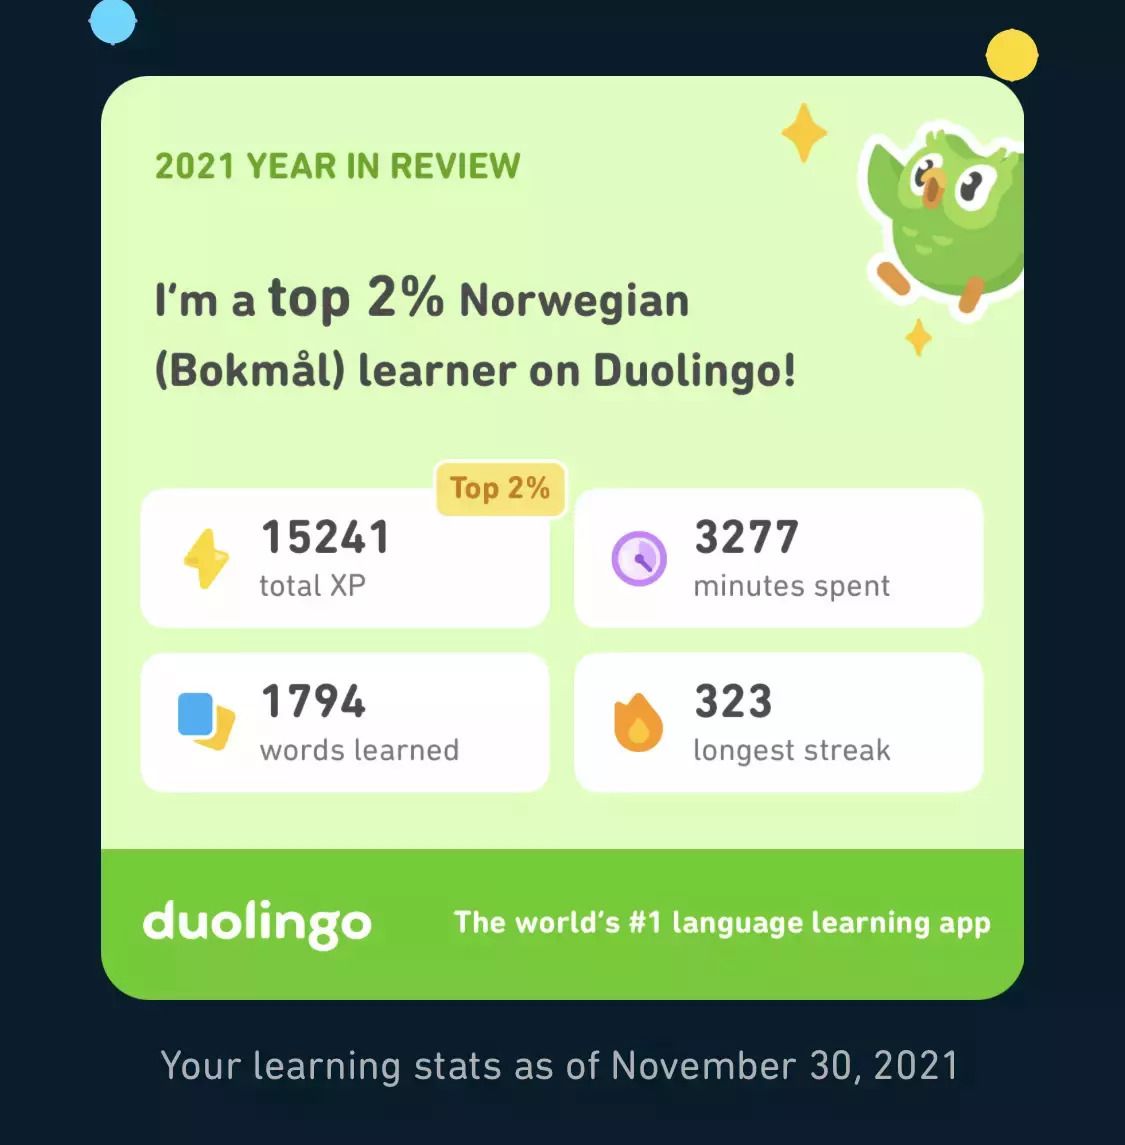 2021 YEAR IN REVIEW
I'm a top 2% Norwegian
(Bokmål) learner on Duolingo!
Top 2%
15241
total XP
3277
minutes spent
1794
words learned
323
longest streak
duolingo
The world's #1 language learning app
Your learning stats as of November 30, 2021